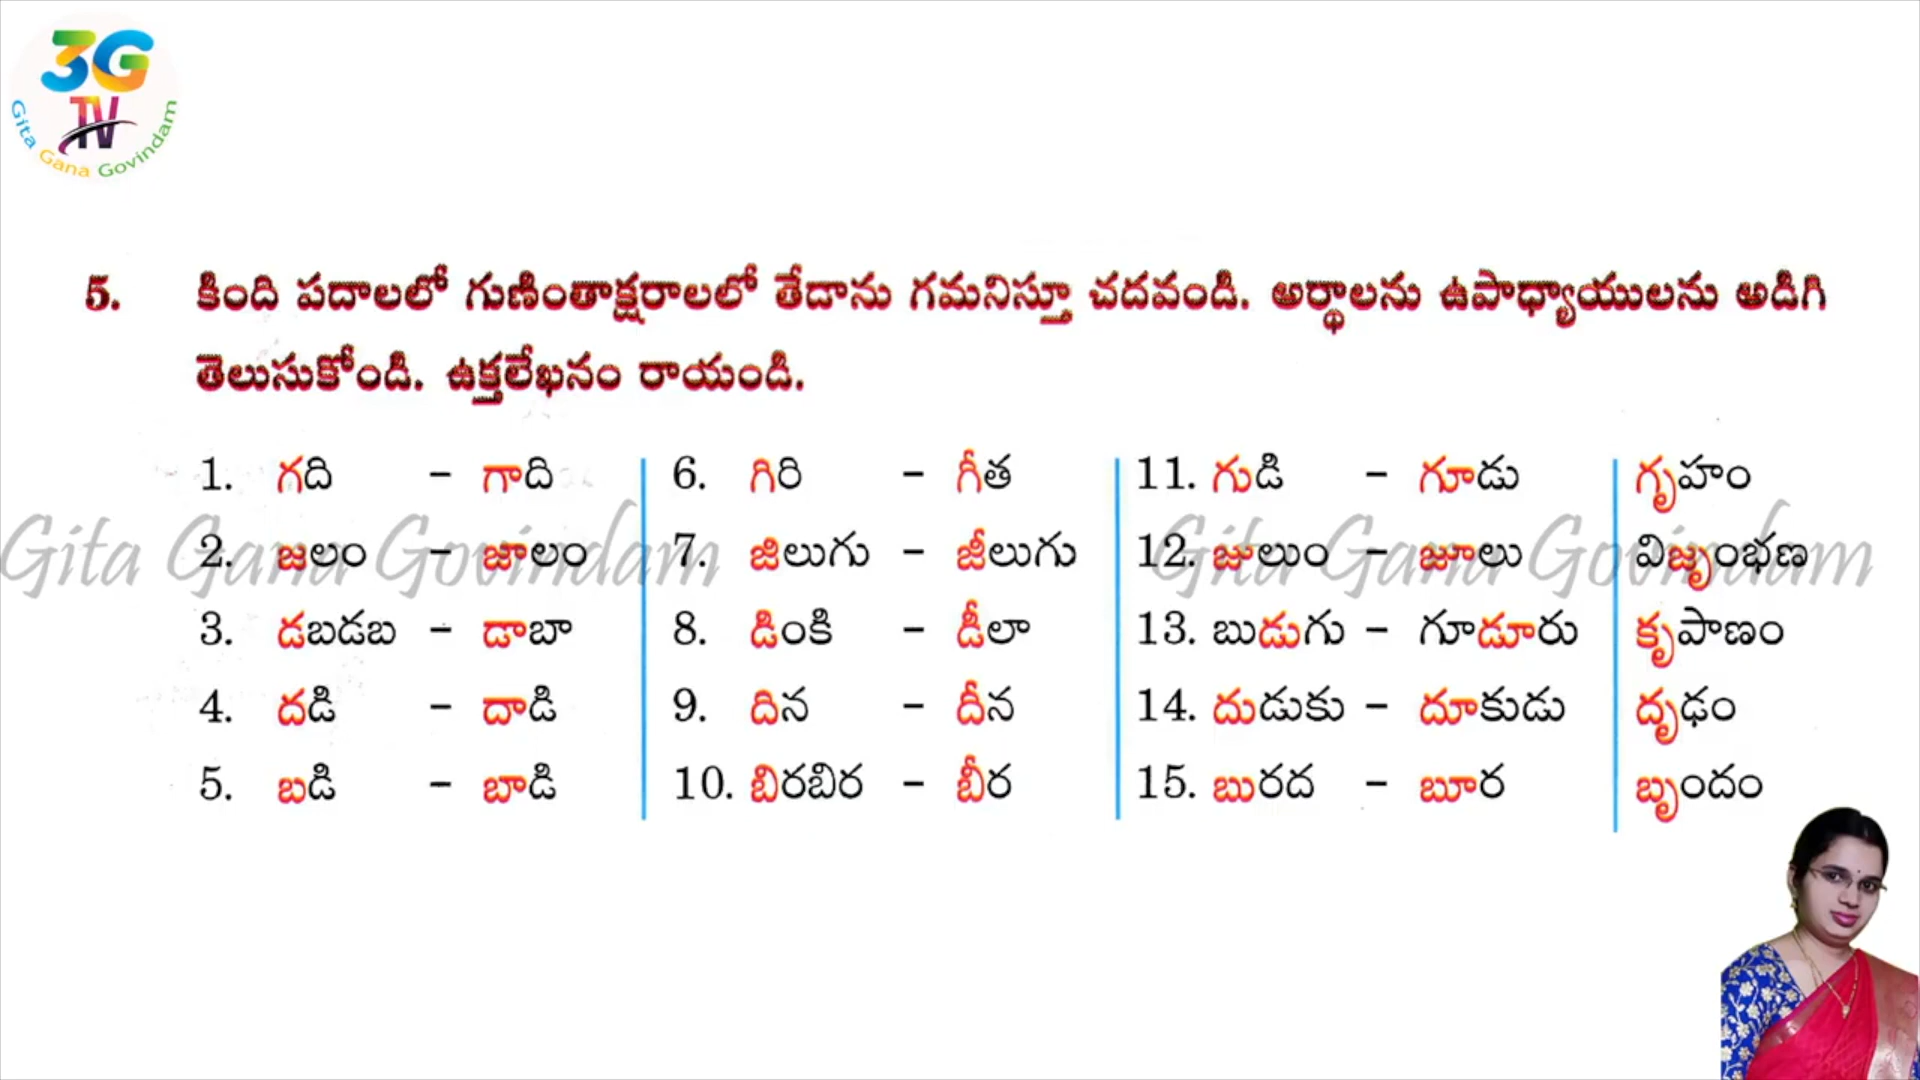 3G
TV
Gita Gana Govindam
5. కింది పదాలలో గుణింతాక్షరాలలో తేడాను గమనిస్తూ చదవండి. అర్థాలను ఉపాధ్యాయులను అడిగి
తెలుసుకోండి. ఉక్తలేఖనం రాయండి.
1. గది – గాది 6. గిరి – గీత 11. గుడి – గూడు గృహం
2. జలం – జాలం 7. జిలుగు – జీలుగు 12. జులుం – జూలు విజృంభణ
Gita Gana Govindam Gita Gana Govindam
3. డబడబ – డాబా 8. డింకి – డీలా 13. బుడుగు – గూడూరు కృపాణం
4. దడి – దాడి 9. దిన – దీన 14. దుడుకు – దూకుడు దృఢం
5. బడి – బాడి 10. బిరబిర – బీర 15. బురద – బూర బృందం